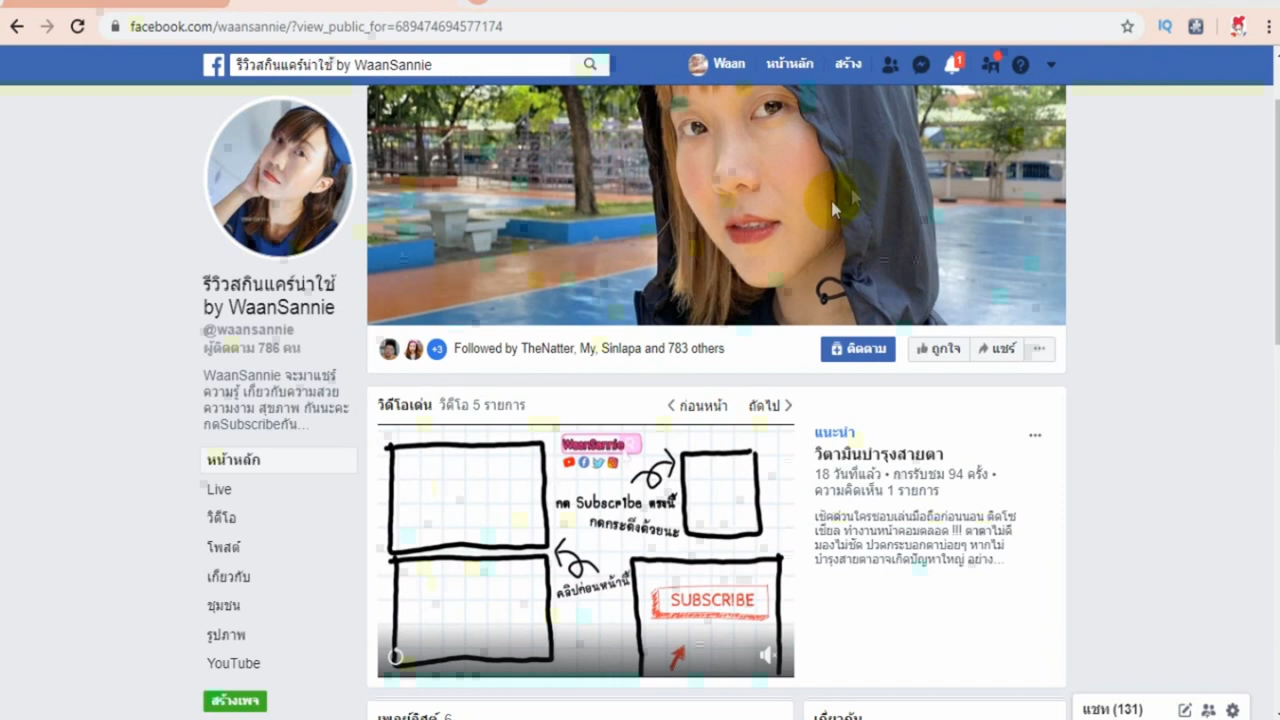 facebook.com/waansannie/?view_public_for=689474694577174
รีวิวสกินแคร์น่าใช้ by WaanSannie
Waan
หน้าหลัก
สร้าง
1
รีวิวสกินแคร์น่าใช้
by WaanSannie
@waansannie
ผู้ติดตาม 786 คน
WaanSannie จะมาแชร์
ความรู้ เกี่ยวกับความสวย
ความงาม สุขภาพ กันนะคะ
กดSubscribeกัน...
หน้าหลัก
Live
วิดีโอ
โพสต์
เกี่ยวกับ
ชุมชน
รูปภาพ
YouTube
สร้างเพจ
+3
Followed by TheNatter, My, Sinlapa and 783 others
ติดตาม
ถูกใจ
แชร์
วิดีโอเด่น วิดีโอ 5 รายการ
ก่อนหน้า
ถัดไป
WaanSannie
กด Subscribe ตรงนี้
กดกระดิ่งด้วยนะ
คลิปก่อนหน้านี้
SUBSCRIBE
แนะนำ
วิตามินบำรุงสายตา
18 วันที่แล้ว • การรับชม 94 ครั้ง •
ความคิดเห็น 1 รายการ
เช็คด่วนใครชอบเล่นมือถือก่อนนอน ติดโซ
เชียล ทำงานหน้าคอมตลอด !!! ตาตาไม่ดี
มองไม่ชัด ปวดกระบอกตาบ่อยๆ หากไม่
บำรุงสายตาอาจเกิดปัญหาใหญ่ อย่าง...
แชท (131)